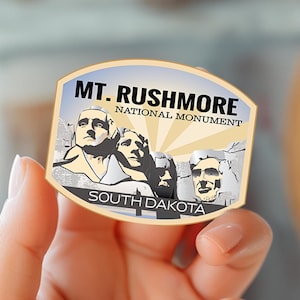 MT. RUSHMORE
NATIONAL MONUMENT
SOUTH DAKOTA